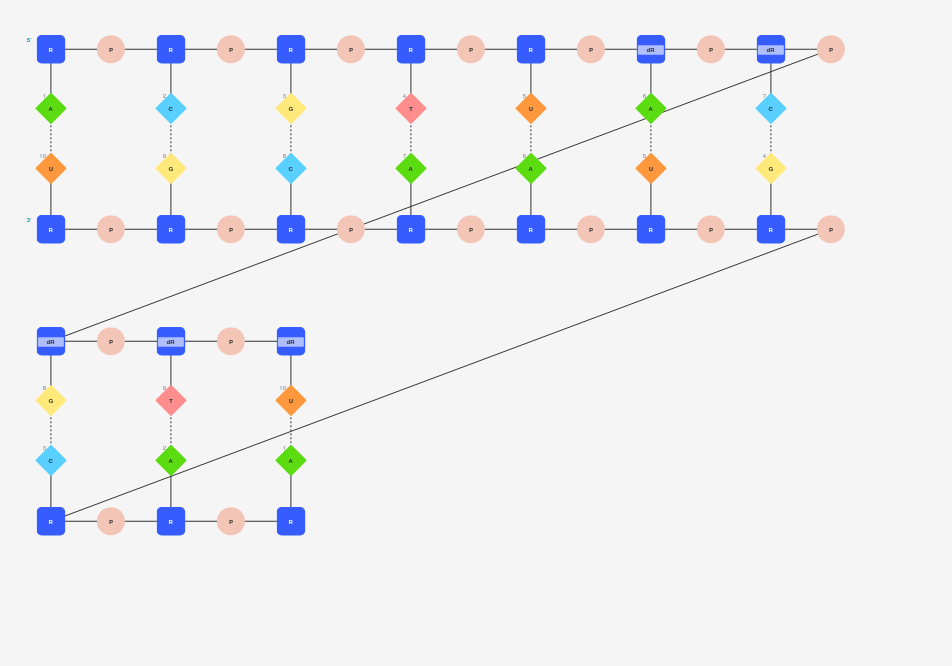 5' R P R P R P R P R P dR P dR P
1 2 3 4 5 6 7
A C G T U A C
10 9 8 7 6 5 4
U G C A A U G
3' R P R P R P R P R P R P R P
dR P dR P dR
8 9 10
G T U
3 2 1
C A A
R P R P R